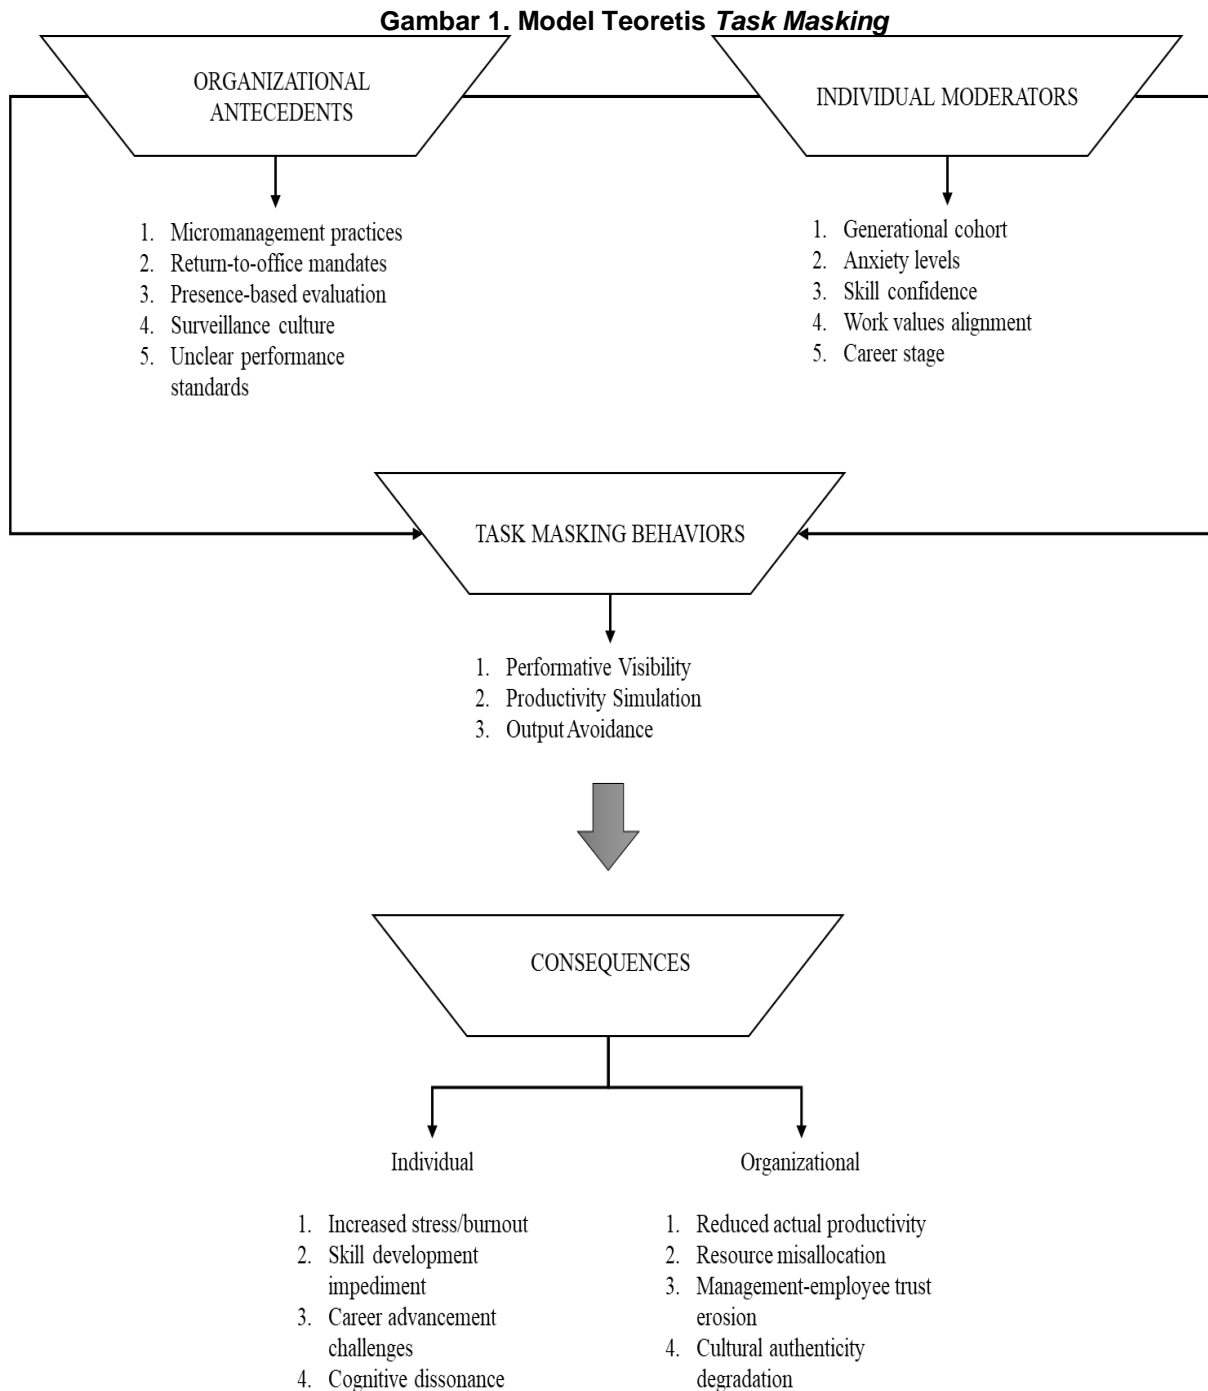 Gambar 1. Model Teoretis Task Masking
ORGANIZATIONAL
ANTECEDENTS
1. Micromanagement practices
2. Return-to-office mandates
3. Presence-based evaluation
4. Surveillance culture
5. Unclear performance
standards
INDIVIDUAL MODERATORS
1. Generational cohort
2. Anxiety levels
3. Skill confidence
4. Work values alignment
5. Career stage
TASK MASKING BEHAVIORS
1. Performative Visibility
2. Productivity Simulation
3. Output Avoidance
CONSEQUENCES
Individual
1. Increased stress/burnout
2. Skill development
impediment
3. Career advancement
challenges
4. Cognitive dissonance
Organizational
1. Reduced actual productivity
2. Resource misallocation
3. Management-employee trust
erosion
4. Cultural authenticity
degradation